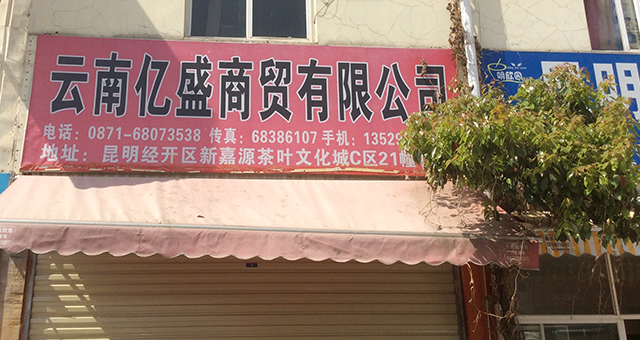 云南亿盛商贸有限公司
电话：0871-68073538 传真：68386107 手机：13529
地址：昆明经开区新嘉源茶叶文化城C区21幢
明